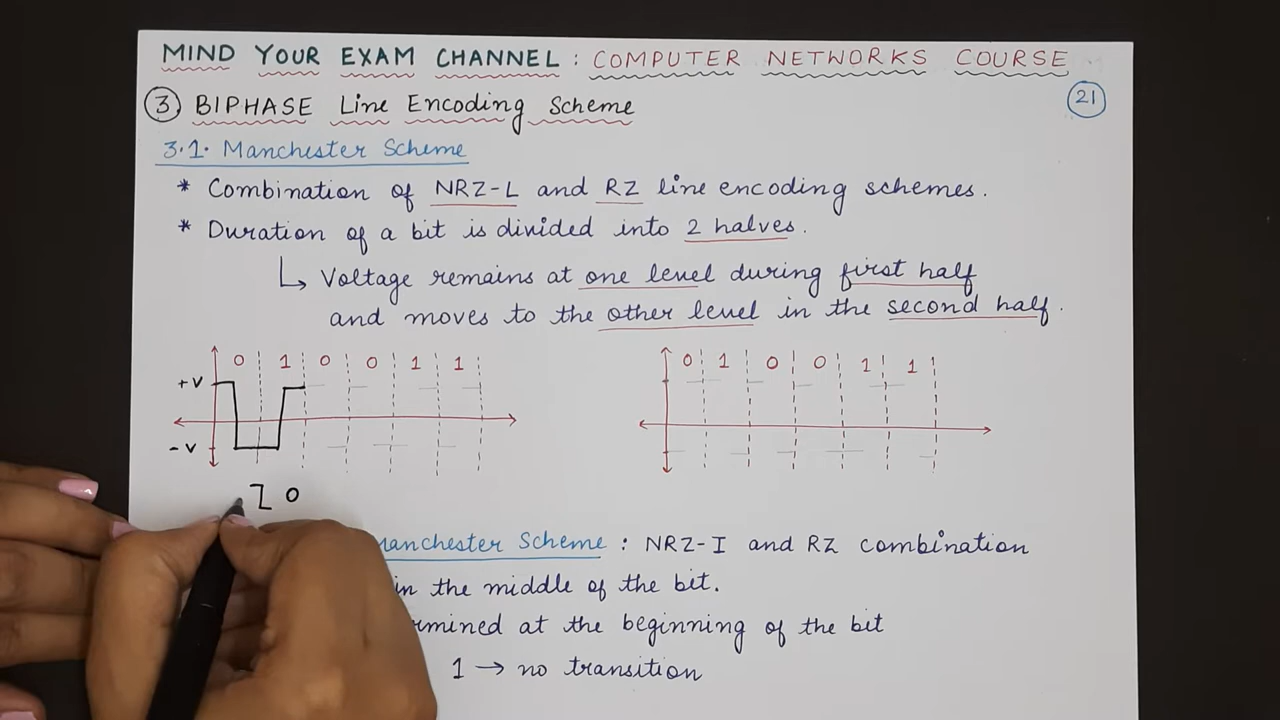 MIND YOUR EXAM CHANNEL : COMPUTER NETWORKS COURSE
③ BIPHASE Line Encoding Scheme
21
3.1. Manchester Scheme
* Combination of NRZ-L and RZ line encoding schemes.
* Duration of a bit is divided into 2 halves.
↳ Voltage remains at one level during first half
and moves to the other level in the second half.
0 1 0 0 1 1
0 1 0 0 1 1
+V
-V
0
Manchester Scheme : NRZ-I and RZ combination
in the middle of the bit.
at the beginning of the bit
1 → no transition